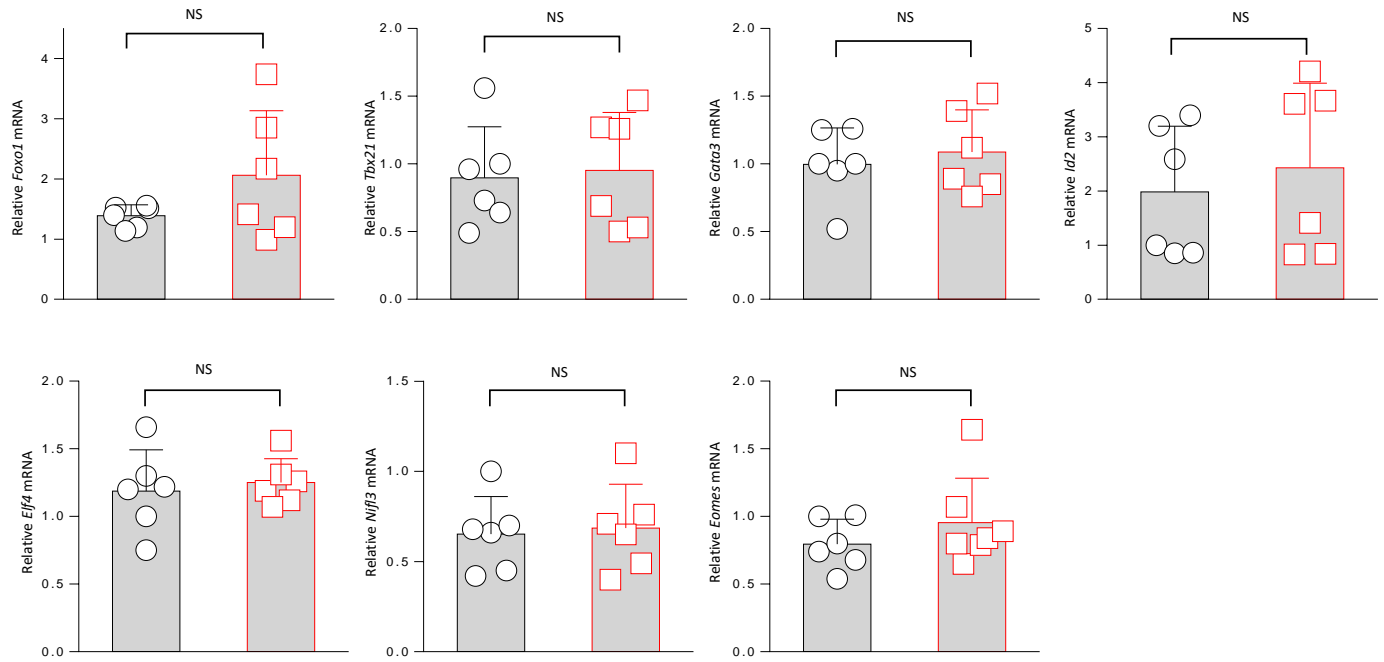 NS
NS
NS
NS
Relative Foxo1 mRNA
4
3
2
1
0
Relative Tbx21 mRNA
2.0
1.5
1.0
0.5
0.0
Relative Gata3 mRNA
2.0
1.5
1.0
0.5
0.0
Relative Id2 mRNA
5
4
3
2
1
0
NS
NS
NS
Relative Elf4 mRNA
2.0
1.5
1.0
0.5
0.0
Relative Nifl3 mRNA
1.5
1.0
0.5
0.0
Relative Eomes mRNA
2.0
1.5
1.0
0.5
0.0